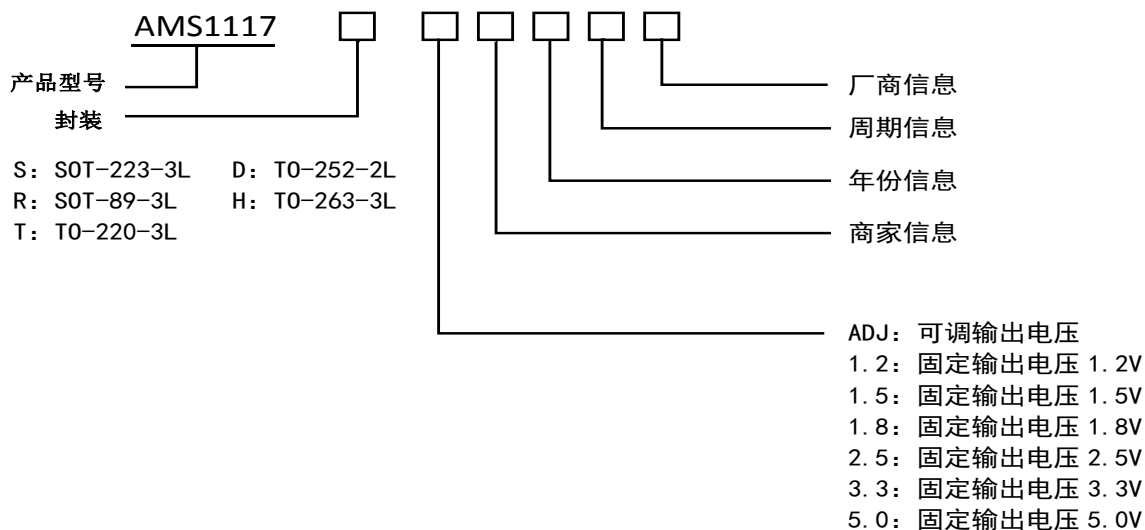 AMS1117
产品型号
封装
S: SOT-223-3L D: TO-252-2L
R: SOT-89-3L H: TO-263-3L
T: TO-220-3L
厂商信息
周期信息
年份信息
商家信息
ADJ: 可调输出电压
1.2: 固定输出电压 1.2V
1.5: 固定输出电压 1.5V
1.8: 固定输出电压 1.8V
2.5: 固定输出电压 2.5V
3.3: 固定输出电压 3.3V
5.0: 固定输出电压 5.0V